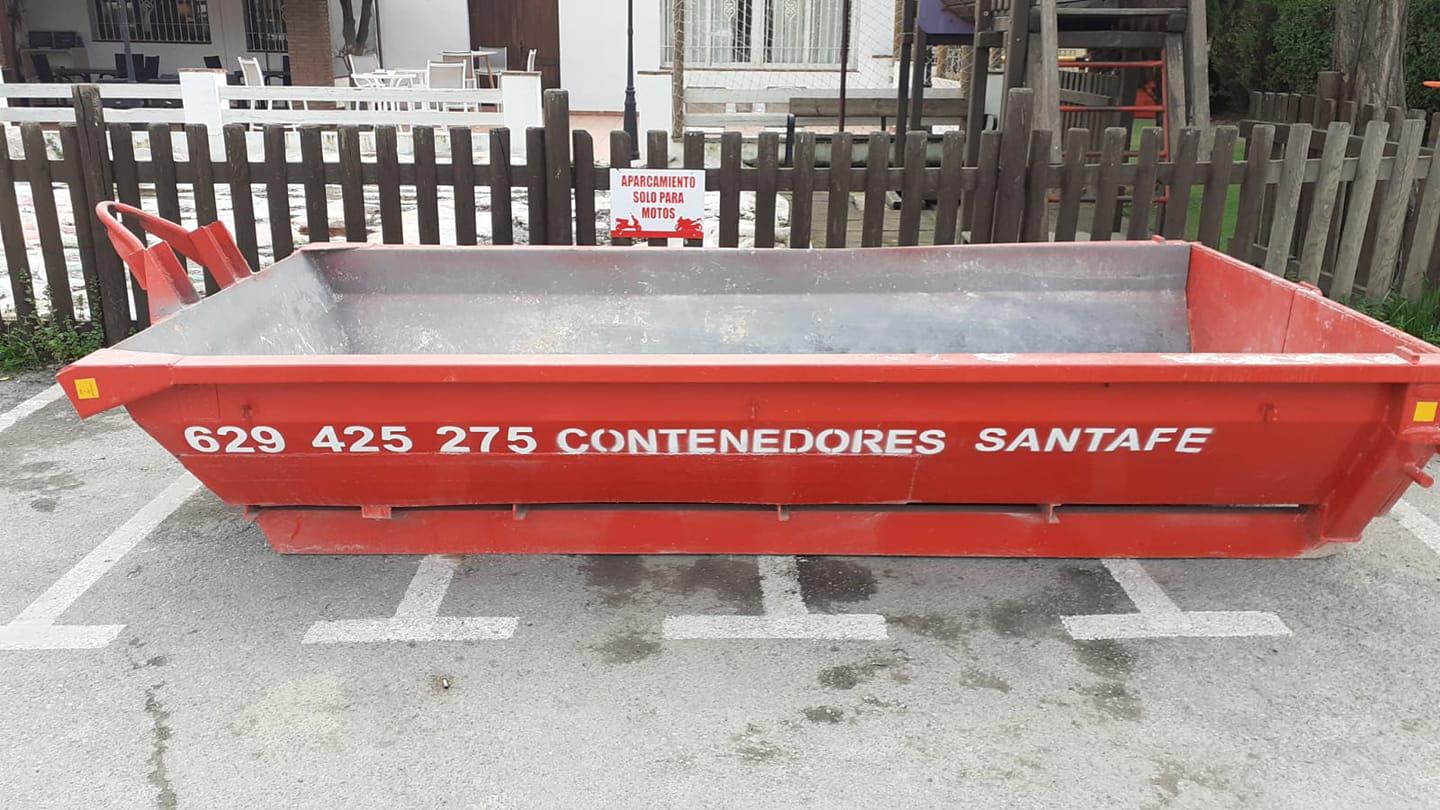 APARCAMIENTO
SOLO PARA
MOTOS
629 425 275 CONTENEDORES SANTAFE